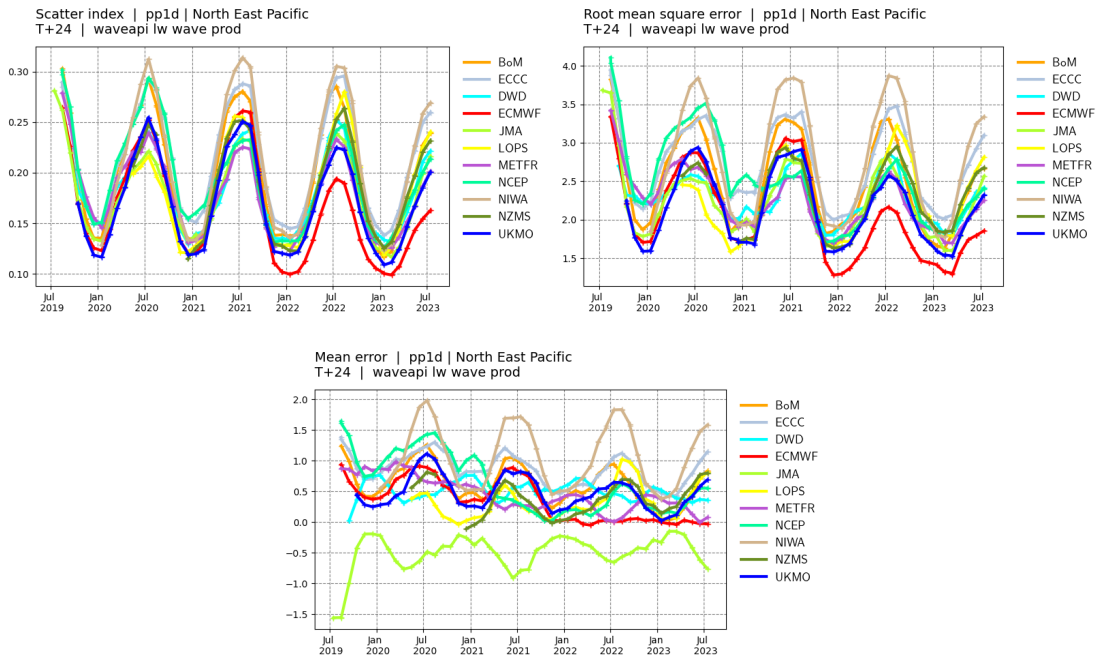 Scatter index | pp1d | North East Pacific
T+24 | waveapi lw wave prod
0.30
0.25
0.20
0.15
0.10
Jul
2019
Jan
2020
Jul
2020
Jan
2021
Jul
2021
Jan
2022
Jul
2022
Jan
2023
Jul
2023
BoM
ECCC
DWD
ECMWF
JMA
LOPS
METFR
NCEP
NIWA
NZMS
UKMO
Root mean square error | pp1d | North East Pacific
T+24 | waveapi lw wave prod
4.0
3.5
3.0
2.5
2.0
1.5
Jul
2019
Jan
2020
Jul
2020
Jan
2021
Jul
2021
Jan
2022
Jul
2022
Jan
2023
Jul
2023
BoM
ECCC
DWD
ECMWF
JMA
LOPS
METFR
NCEP
NIWA
NZMS
UKMO
Mean error | pp1d | North East Pacific
T+24 | waveapi lw wave prod
2.0
1.5
1.0
0.5
0.0
−0.5
−1.0
−1.5
Jul
2019
Jan
2020
Jul
2020
Jan
2021
Jul
2021
Jan
2022
Jul
2022
Jan
2023
Jul
2023
BoM
ECCC
DWD
ECMWF
JMA
LOPS
METFR
NCEP
NIWA
NZMS
UKMO